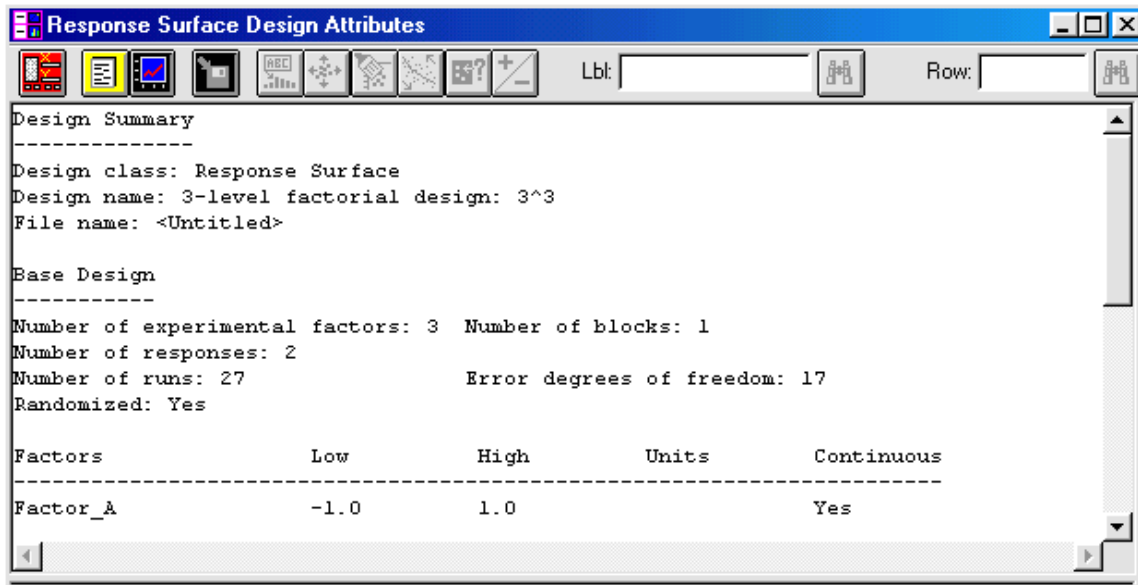 Response Surface Design Attributes
ABC Lbl: Row:
Design Summary
--------------
Design class: Response Surface
Design name: 3-level factorial design: 3^3
File name: <Untitled>
Base Design
-----------
Number of experimental factors: 3 Number of blocks: 1
Number of responses: 2
Number of runs: 27 Error degrees of freedom: 17
Randomized: Yes
Factors Low High Units Continuous
------------------------------------------------------------------------
Factor_A -1.0 1.0 Yes